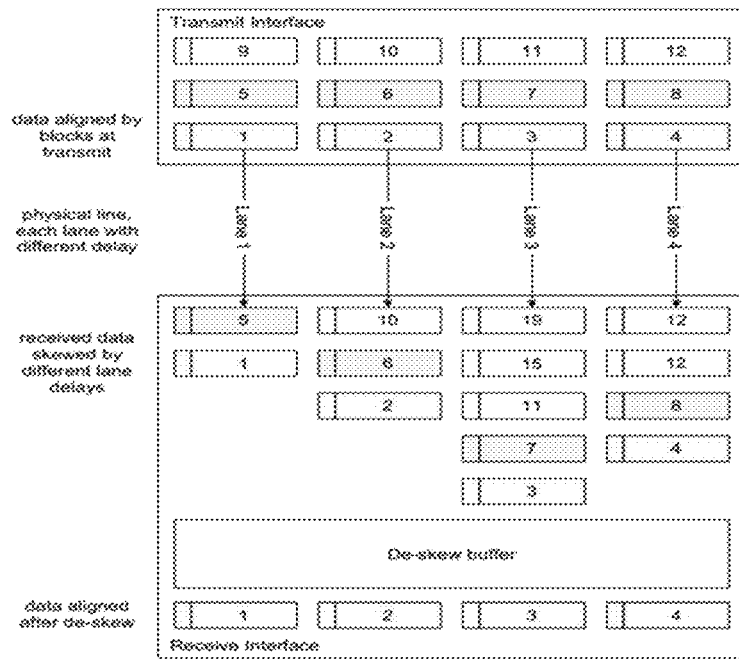 Transmit Interface
9 10 11 12
5 6 7 8
data aligned by
blocks at
transmit
1 2 3 4
physical line,
each lane with
different delay
Lane 1 Lane 2 Lane 3 Lane 4
received data
skewed by
different lane
delays
5 10 19 12
1 6 15 12
2 11 8
7 4
3
De-skew buffer
data aligned
after de-skew
1 2 3 4
Receive Interface